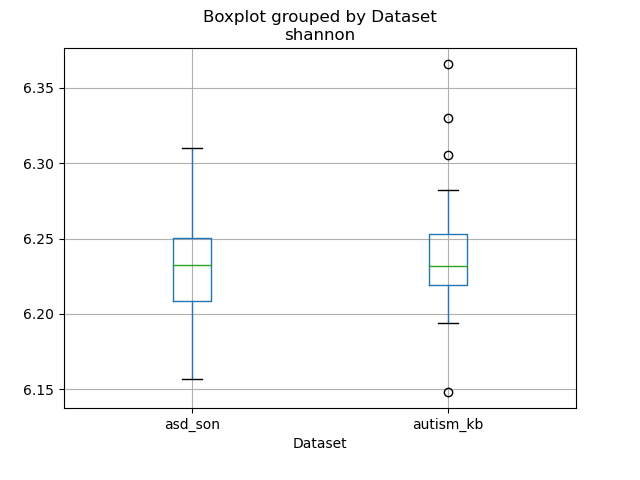 Boxplot grouped by Dataset
shannon
6.35
6.30
6.25
6.20
6.15
asd_son
autism_kb
Dataset